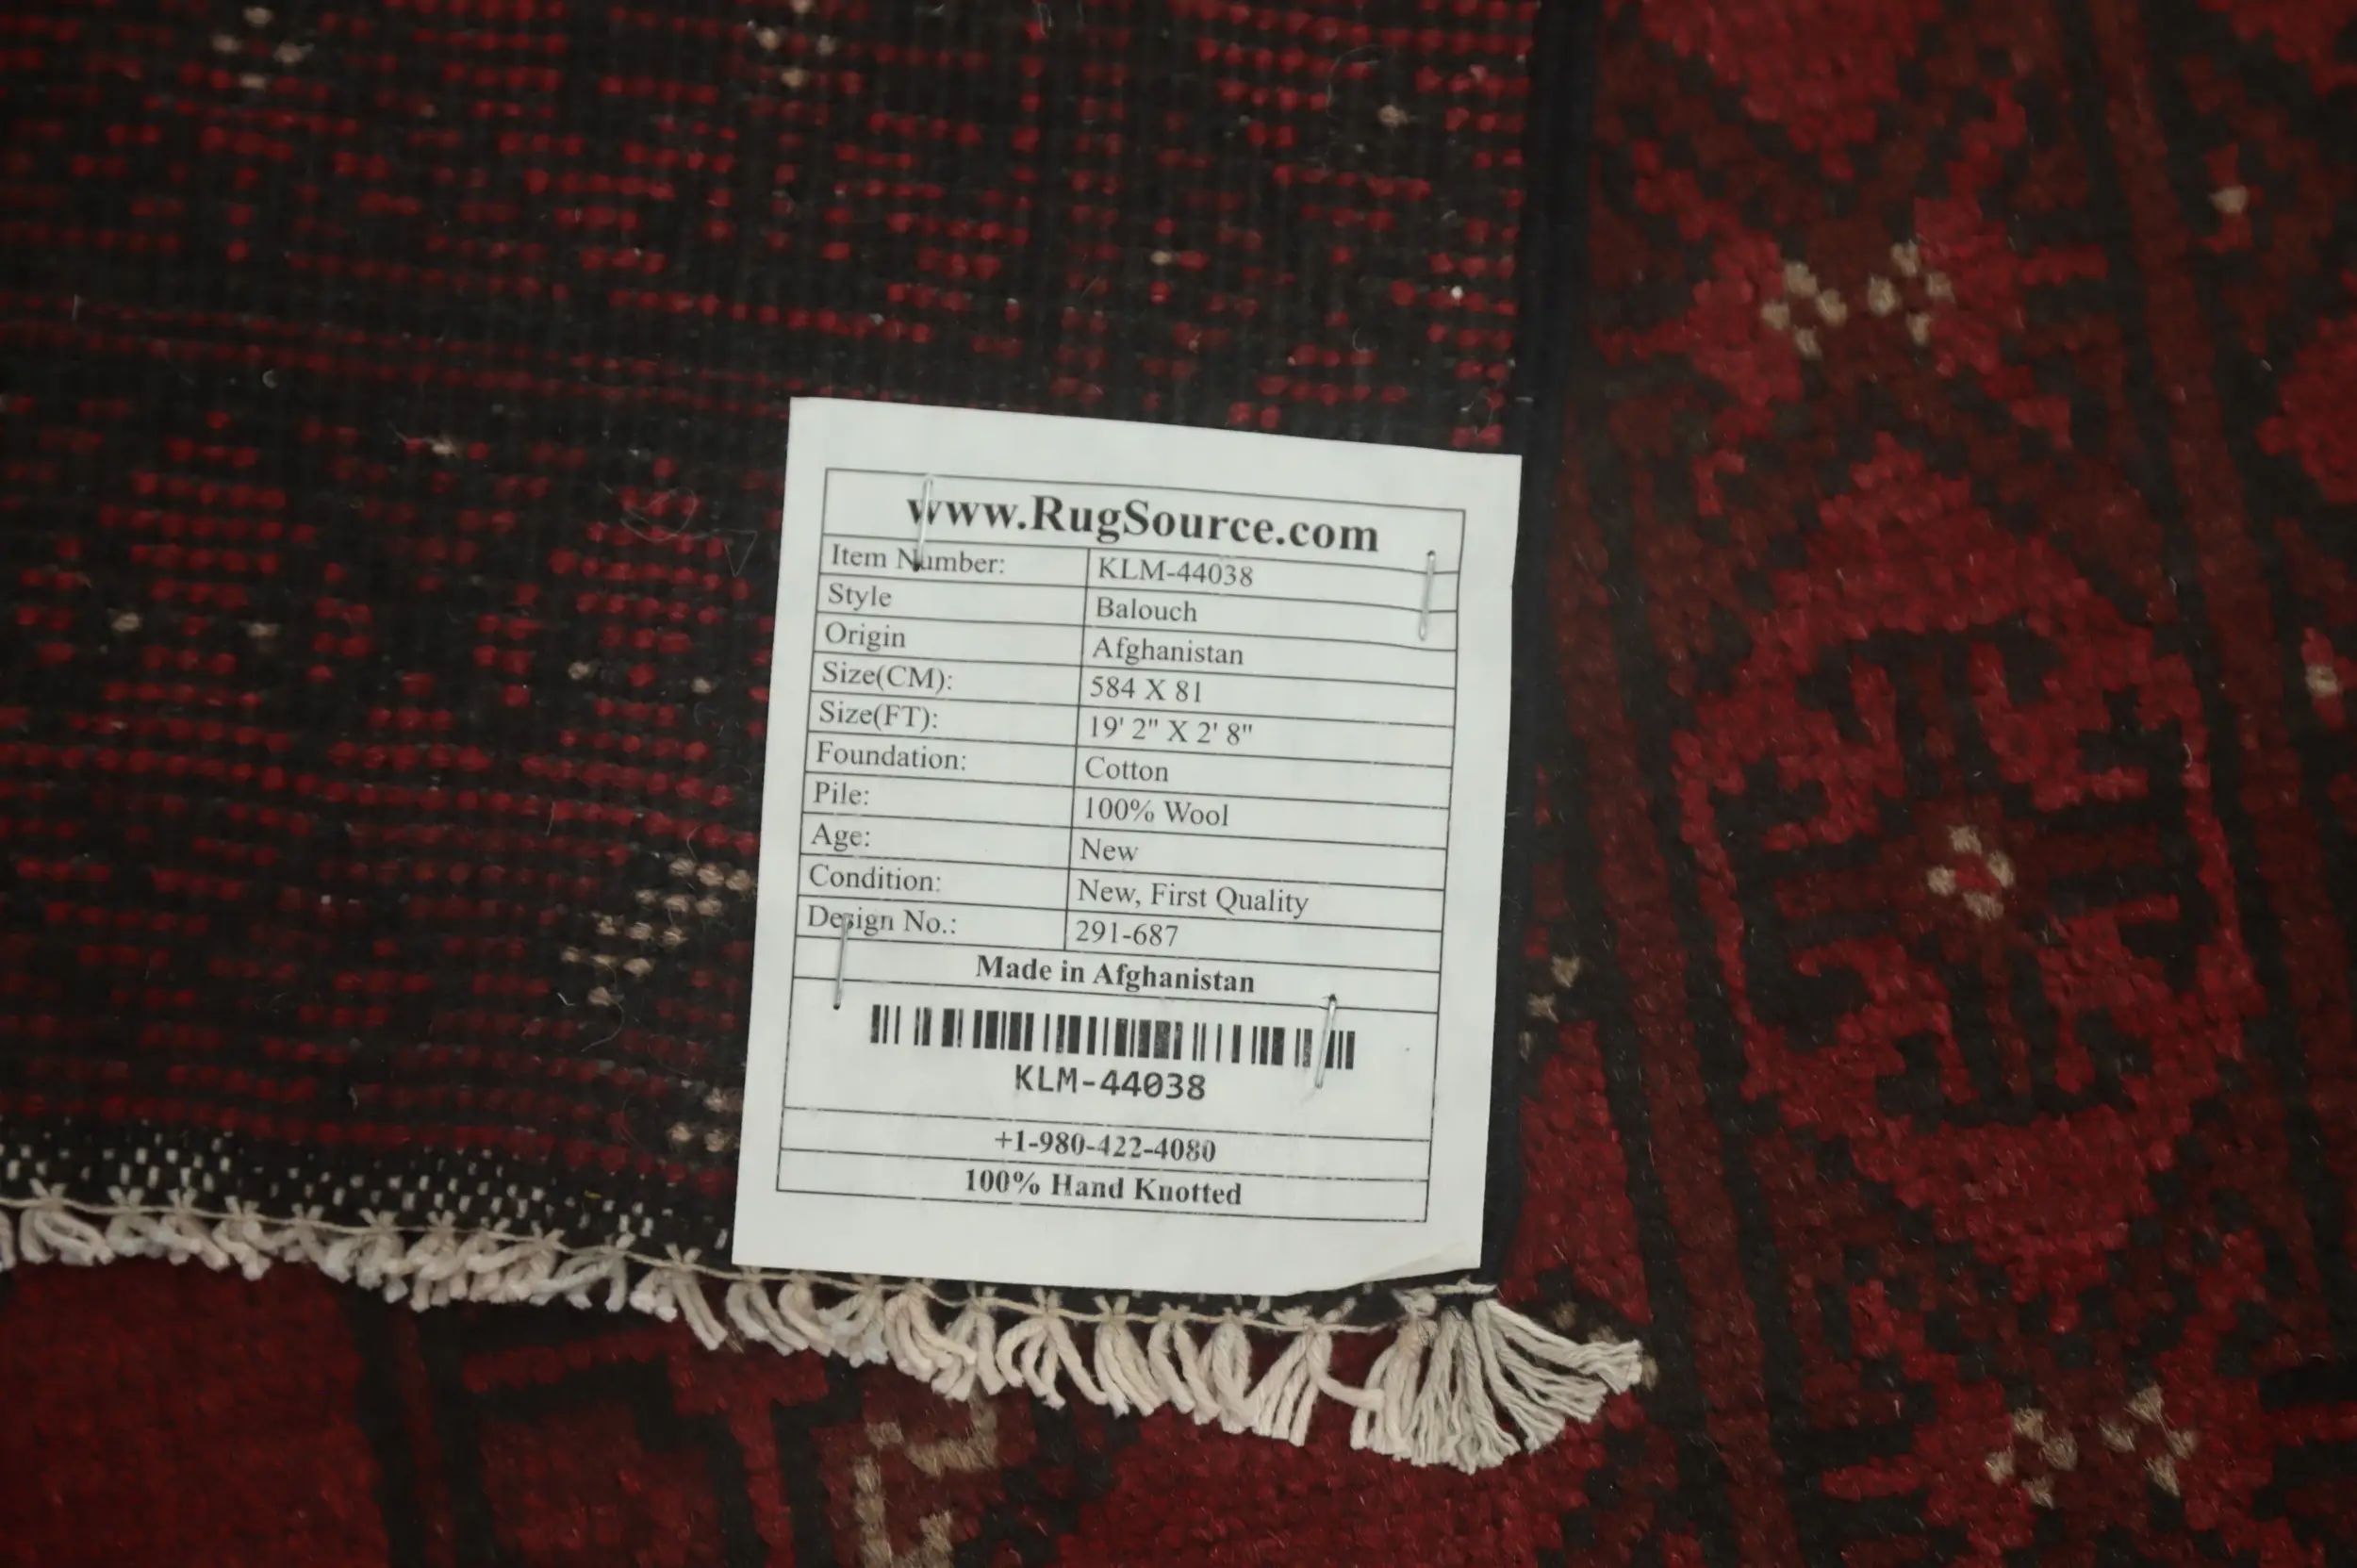 www.RugSource.com
Item Number: KLM-44038
Style Balouch
Origin Afghanistan
Size(CM): 584 X 81
Size(FT): 19' 2" X 2' 8"
Foundation: Cotton
Pile: 100% Wool
Age: New
Condition: New, First Quality
Design No.: 291-687
Made in Afghanistan
KLM-44038
+1-980-422-4080
100% Hand Knotted